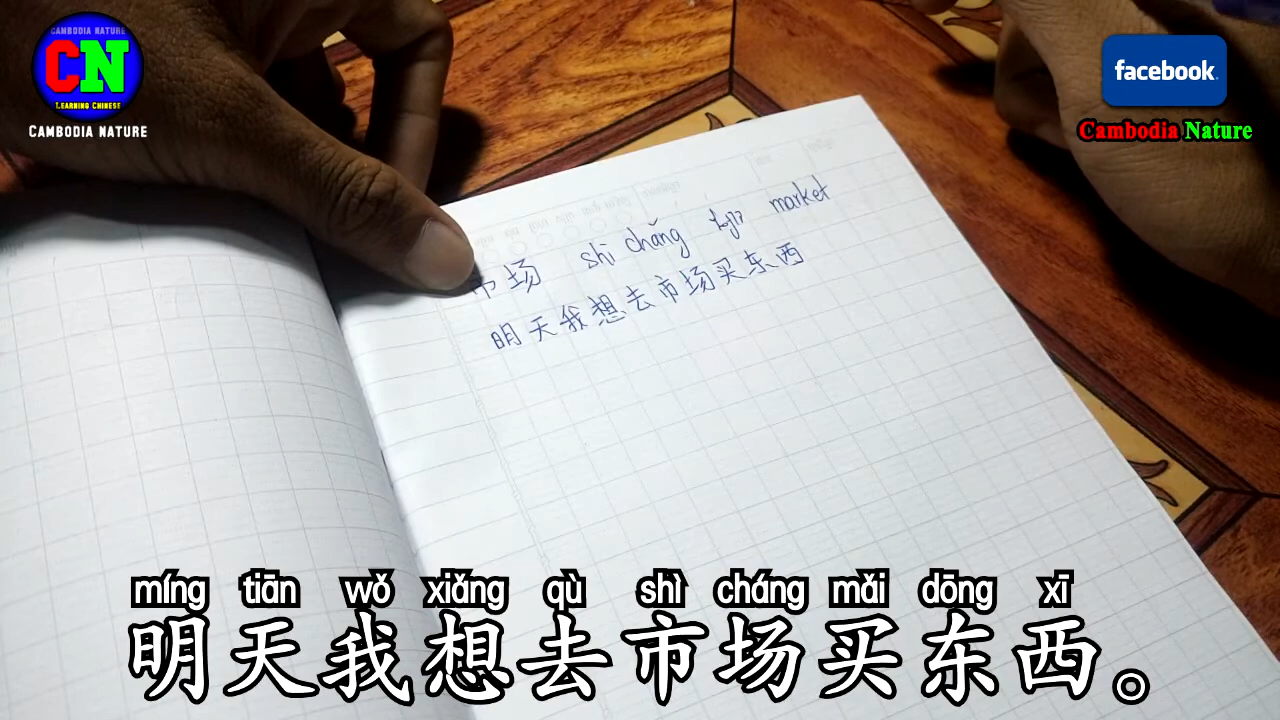 CAMBODIA NATURE
CN
LEARNING CHINESE
CAMBODIA NATURE
facebook
Cambodia Nature
市场 shì chǎng market
明天我想去市场买东西
míng tiān wǒ xiǎng qù shì cháng mǎi dōng xī
明天我想去市场买东西。